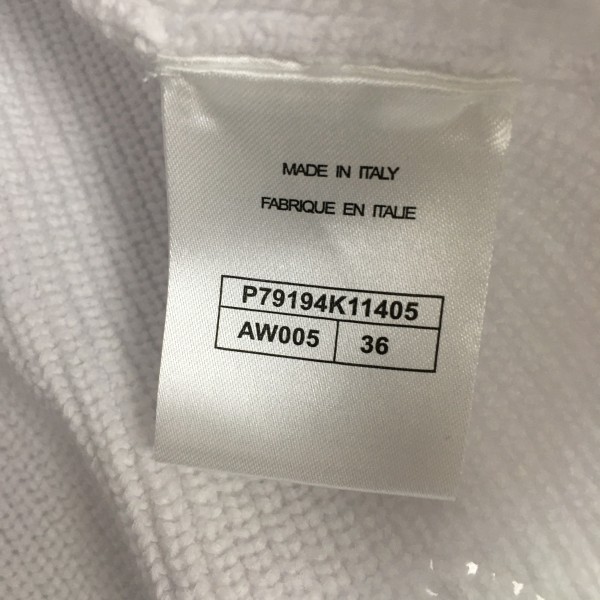 MADE IN ITALY
FABRIQUE EN ITALIE
P79194K11405
AW005 36